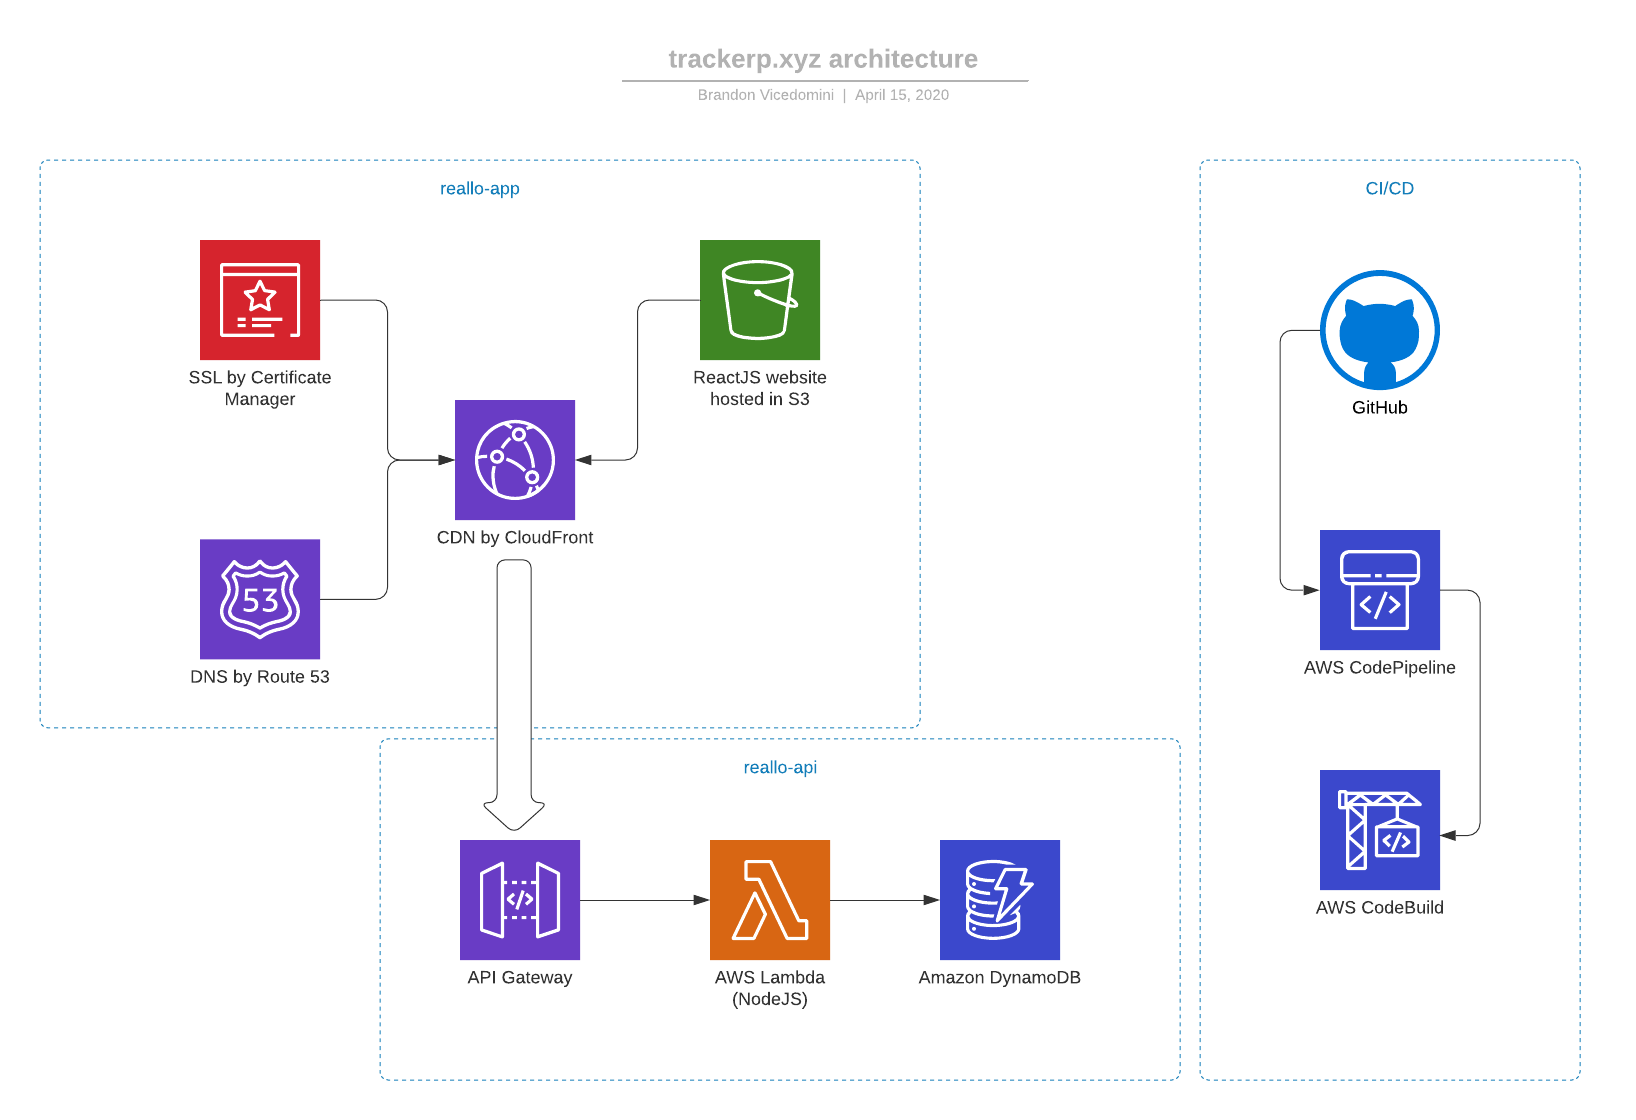 trackerp.xyz architecture
Brandon Vicedomini | April 15, 2020
reallo-app
SSL by Certificate
Manager
ReactJS website
hosted in S3
CDN by CloudFront
53
DNS by Route 53
reallo-api
API Gateway
AWS Lambda
(NodeJS)
Amazon DynamoDB
CI/CD
GitHub
AWS CodePipeline
AWS CodeBuild